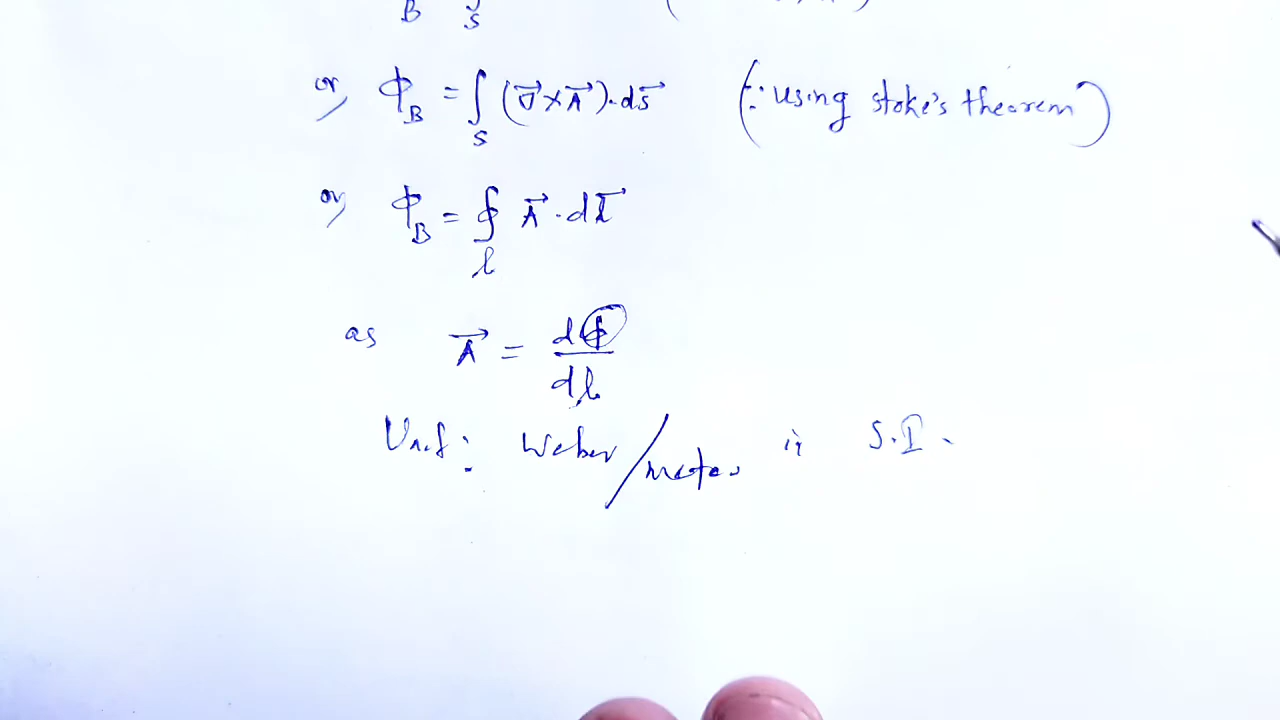 B S
or, Φ_B = ∫_S (∇⃗×A⃗)·ds⃗ (∵ using stoke's theorem)
or, Φ_B = ∮_l A⃗·dl⃗
as A⃗ = dΦ/dl
Unit: Weber/meter in S.I.